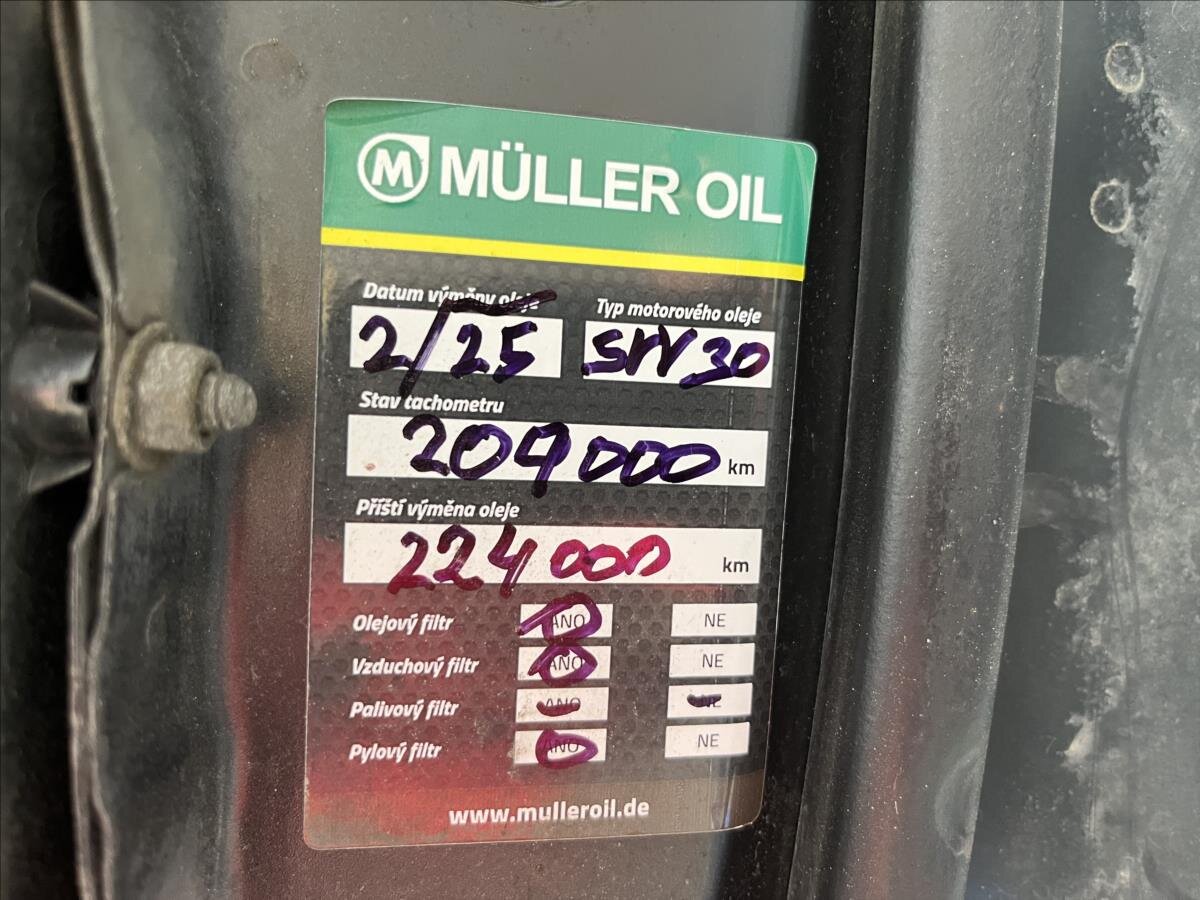 M MÜLLER OIL
Datum výměny oleje Typ motorového oleje
2/25 5W30
Stav tachometru
209000 km
Příští výměna oleje
224000 km
Olejový filtr ANO NE
Vzduchový filtr ANO NE
Palivový filtr ANO NE
Pylový filtr ANO NE
www.mulleroil.de